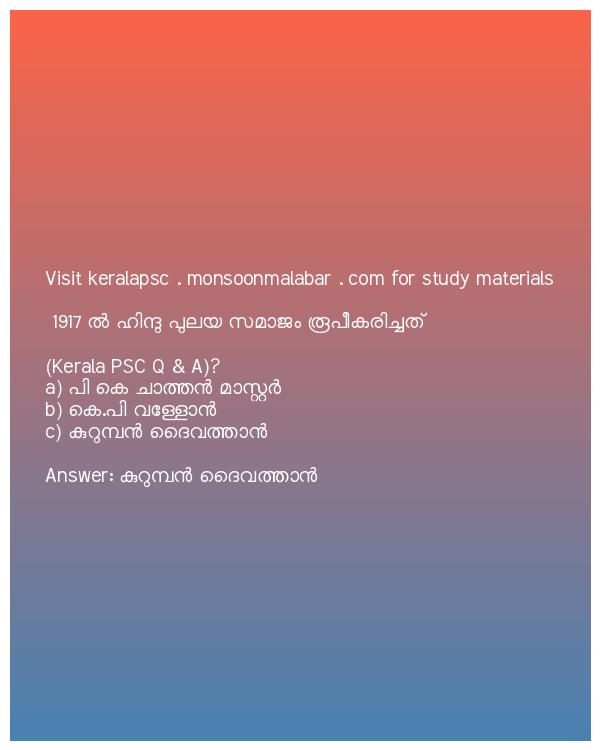 Visit keralapsc . monsoonmalabar . com for study materials
1917 ൽ ഹിന്ദു പുലയ സമാജം രൂപീകരിച്ചത്
(Kerala PSC Q & A)?
a) പി കെ ചാത്തൻ മാസ്റ്റർ
b) കെ.പി വള്ളോൻ
c) കുറുമ്പൻ ദൈവത്താൻ
Answer: കുറുമ്പൻ ദൈവത്താൻ